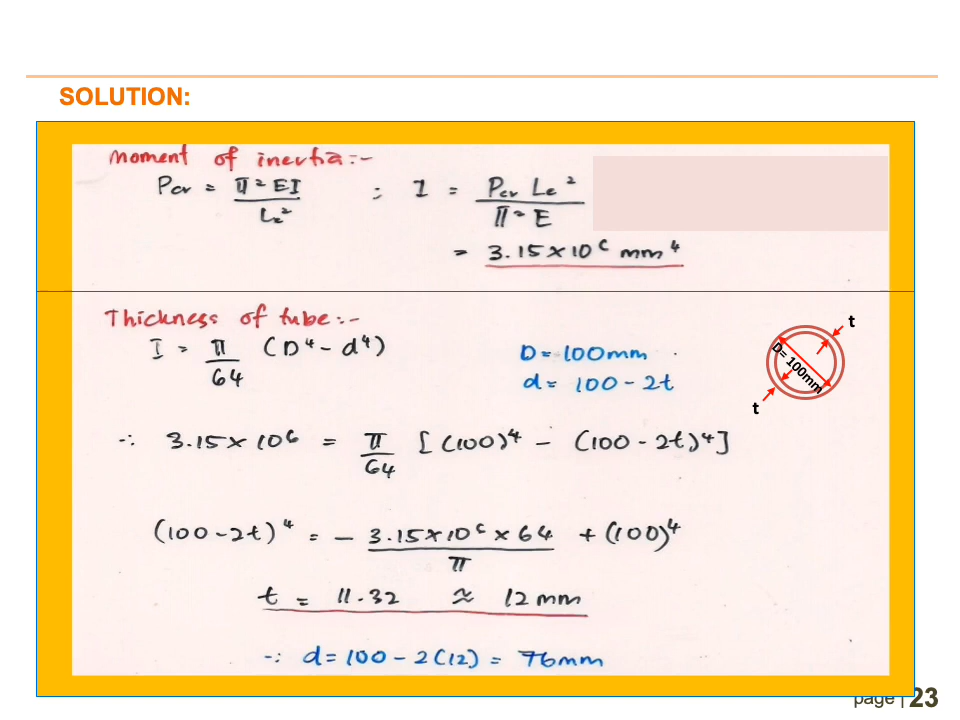 SOLUTION:
Moment of inertia:-
Pcr = π²EI / Le² ; I = Pcr Le² / π²E
= 3.15 × 10⁶ mm⁴
Thickness of tube:-
I = π/64 (D⁴ - d⁴)
D = 100mm
d = 100 - 2t
t
D= 100mm
t
∴ 3.15 × 10⁶ = π/64 [(100)⁴ - (100 - 2t)⁴]
(100-2t)⁴ = - 3.15×10⁶ × 64 / π + (100)⁴
t = 11.32 ≈ 12 mm
∴ d = 100 - 2(12) = 76mm
page | 23